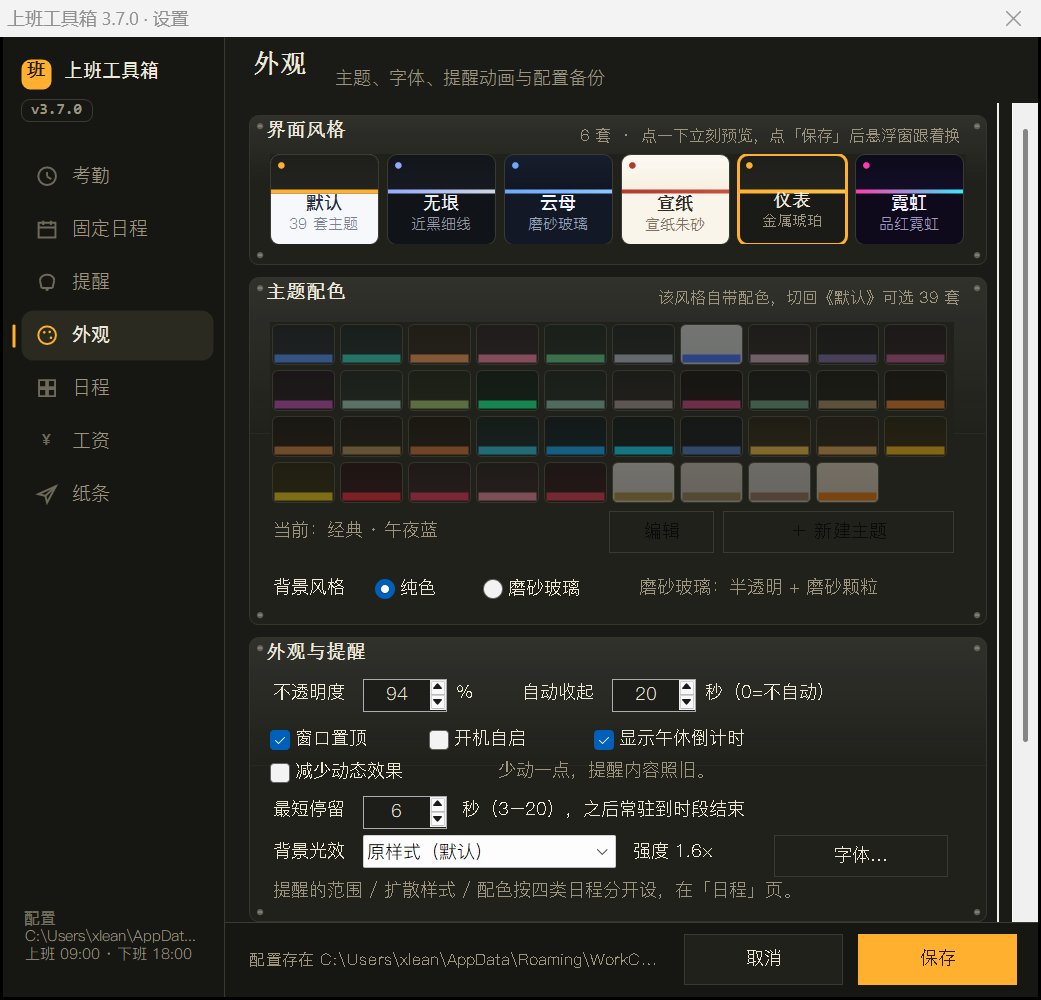 上班工具箱 3.7.0 · 设置
班 上班工具箱
v3.7.0
考勤
固定日程
提醒
外观
日程
¥ 工资
纸条
配置
C:\Users\xlean\AppDat...
上班 09:00 · 下班 18:00
外观 主题、字体、提醒动画与配置备份
界面风格 6 套 · 点一下立刻预览，点「保存」后悬浮窗跟着换
默认 无垠 云母 宣纸 仪表 霓虹
39 套主题 近黑细线 磨砂玻璃 宣纸朱砂 金属琥珀 品红霓虹
主题配色 该风格自带配色，切回《默认》可选 39 套
当前：经典 · 午夜蓝 编辑 ＋ 新建主题
背景风格 纯色 磨砂玻璃 磨砂玻璃：半透明 + 磨砂颗粒
外观与提醒
不透明度 94 % 自动收起 20 秒（0=不自动）
窗口置顶 开机自启 显示午休倒计时
减少动态效果 少动一点，提醒内容照旧。
最短停留 6 秒（3—20），之后常驻到时段结束
背景光效 原样式（默认） 强度 1.6× 字体...
提醒的范围 / 扩散样式 / 配色按四类日程分开设，在「日程」页。
配置存在 C:\Users\xlean\AppData\Roaming\WorkC... 取消 保存